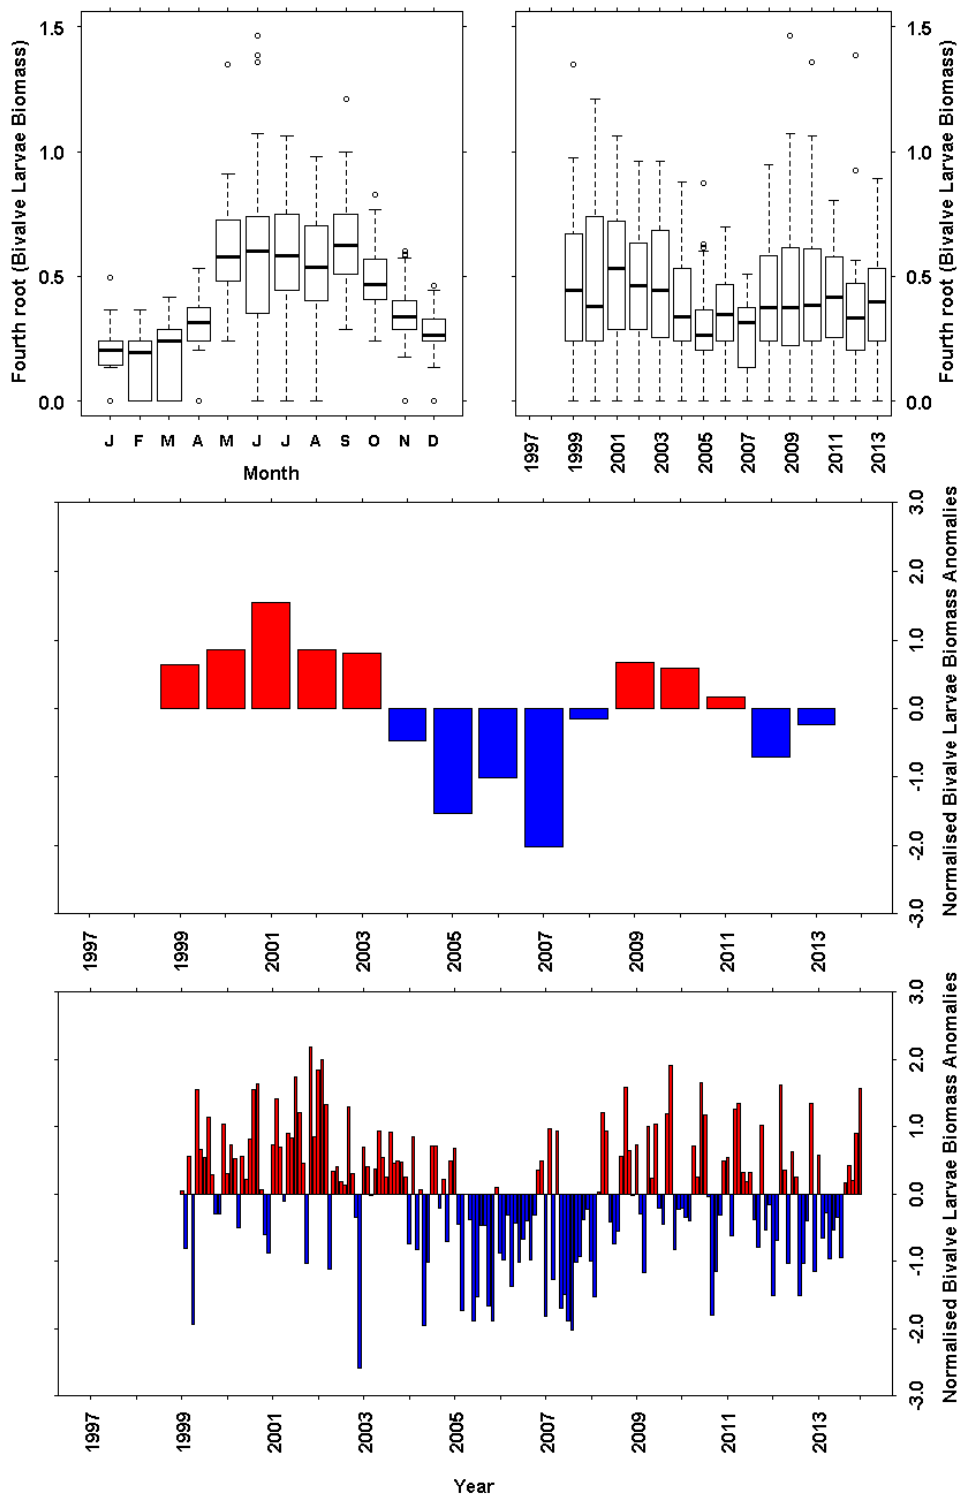 Fourth root (Bivalve Larvae Biomass)
1.5
1.0
0.5
0.0
J F M A M J J A S O N D
Month
1.5
1.0
0.5
0.0
Fourth root (Bivalve Larvae Biomass)
1997 1999 2001 2003 2005 2007 2009 2011 2013
3.0
2.0
1.0
0.0
-1.0
-2.0
-3.0
Normalised Bivalve Larvae Biomass Anomalies
1997 1999 2001 2003 2005 2007 2009 2011 2013
3.0
2.0
1.0
0.0
-1.0
-2.0
-3.0
Normalised Bivalve Larvae Biomass Anomalies
1997 1999 2001 2003 2005 2007 2009 2011 2013
Year